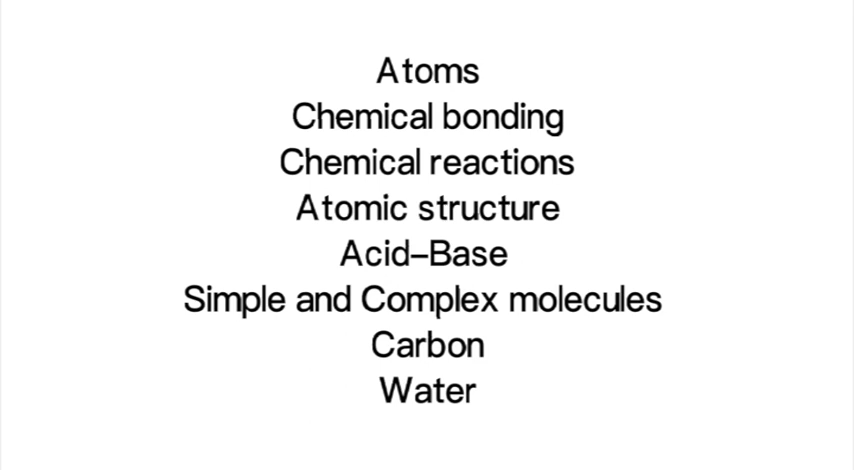 Atoms
Chemical bonding
Chemical reactions
Atomic structure
Acid–Base
Simple and Complex molecules
Carbon
Water